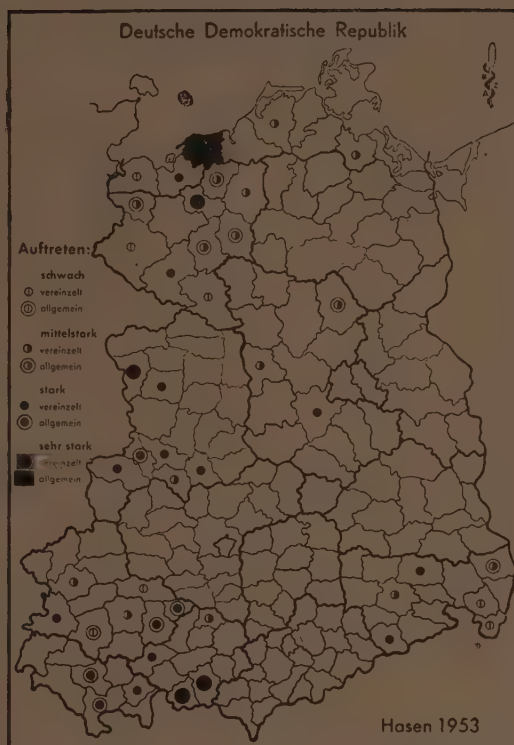 Deutsche Demokratische Republik
Auftreten:
schwach
vereinzelt
allgemein
mittelstark
vereinzelt
allgemein
stark
vereinzelt
allgemein
sehr stark
allgemein
Hasen 1953